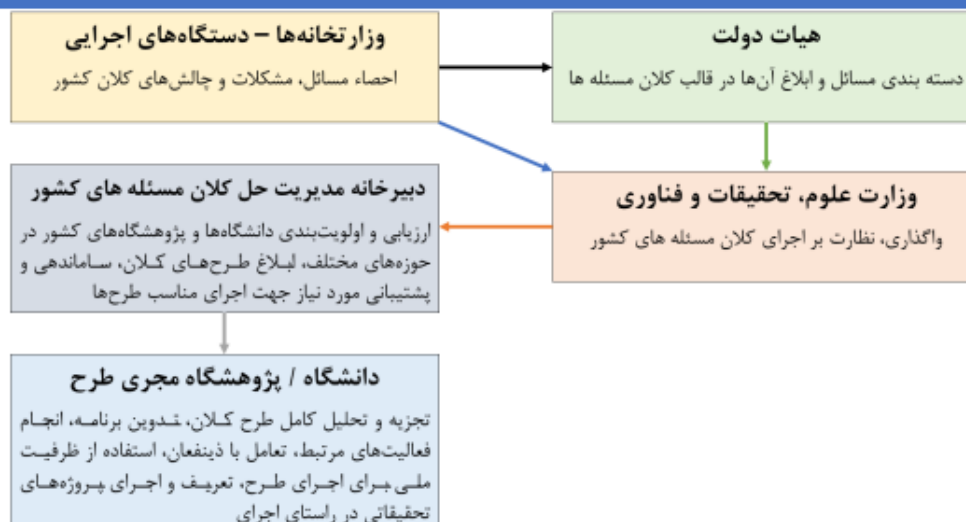 هیات دولت
دسته بندی مسائل و ابلاغ آن‌ها در قالب کلان مسئله ها
وزارتخانه‌ها – دستگاه‌های اجرایی
احصاء مسائل، مشکلات و چالش‌های کلان کشور
وزارت علوم، تحقیقات و فناوری
واگذاری، نظارت بر اجرای کلان مسئله های کشور
دبیرخانه مدیریت حل کلان مسئله های کشور
ارزیابی و اولویت‌بندی دانشگاه‌ها و پژوهشگاه‌های کشور در
حوزه‌های مختلف، ابلاغ طرح‌های کلان، ساماندهی و
پشتیبانی مورد نیاز جهت اجرای مناسب طرح‌ها
دانشگاه / پژوهشگاه مجری طرح
تجزیه و تحلیل کامل طرح کلان، تدوین برنامه، انجام
فعالیت‌های مرتبط، تعامل با ذینفعان، استفاده از ظرفیت
ملی برای اجرای طرح، تعریف و اجرای پروژه‌های
تحقیقاتی در راستای اجرای